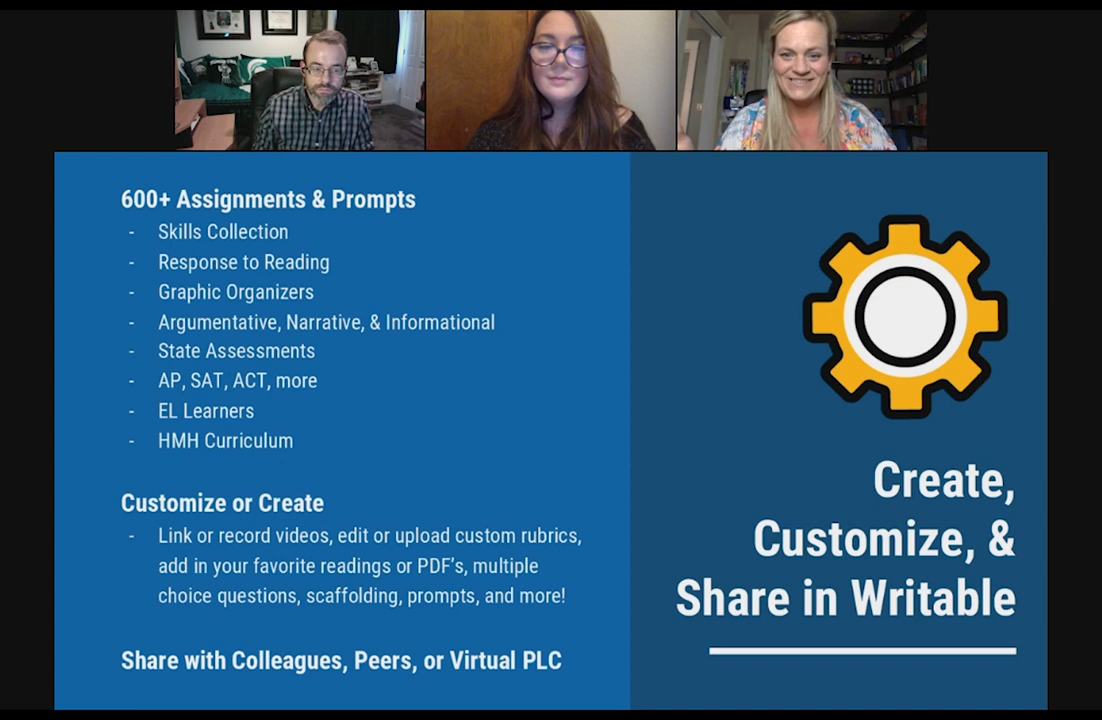 600+ Assignments & Prompts
- Skills Collection
- Response to Reading
- Graphic Organizers
- Argumentative, Narrative, & Informational
- State Assessments
- AP, SAT, ACT, more
- EL Learners
- HMH Curriculum
Customize or Create
- Link or record videos, edit or upload custom rubrics,
add in your favorite readings or PDF's, multiple
choice questions, scaffolding, prompts, and more!
Share with Colleagues, Peers, or Virtual PLC
Create,
Customize, &
Share in Writable